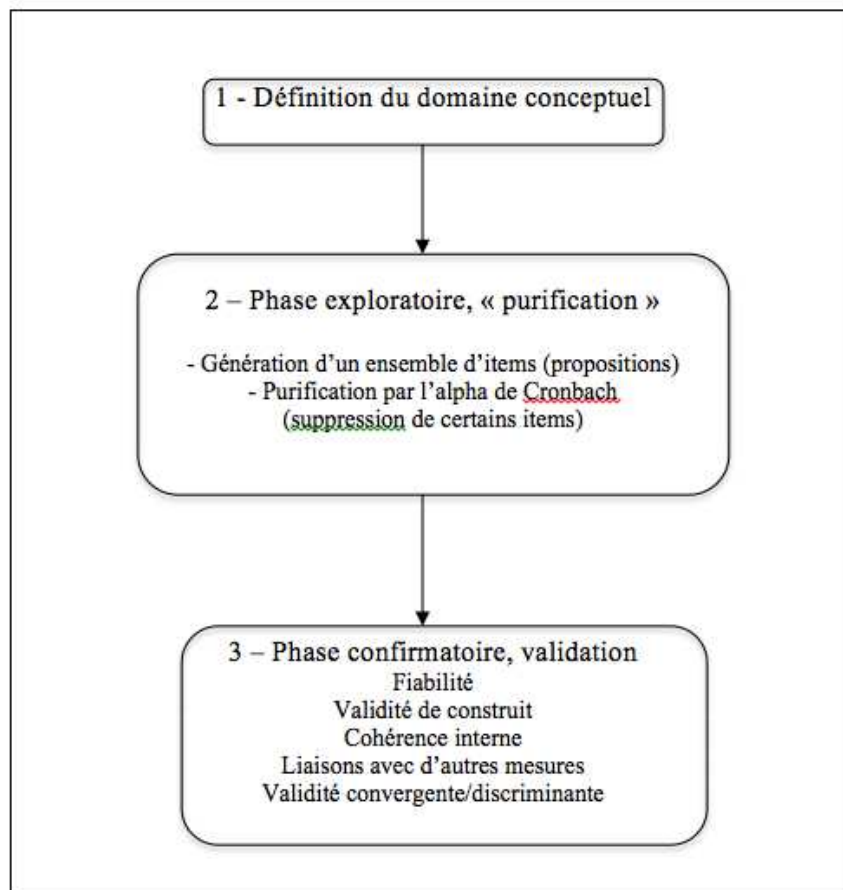 1 - Définition du domaine conceptuel
2 – Phase exploratoire, « purification »
- Génération d’un ensemble d’items (propositions)
- Purification par l’alpha de Cronbach
(suppression de certains items)
3 – Phase confirmatoire, validation
Fiabilité
Validité de construit
Cohérence interne
Liaisons avec d’autres mesures
Validité convergente/discriminante